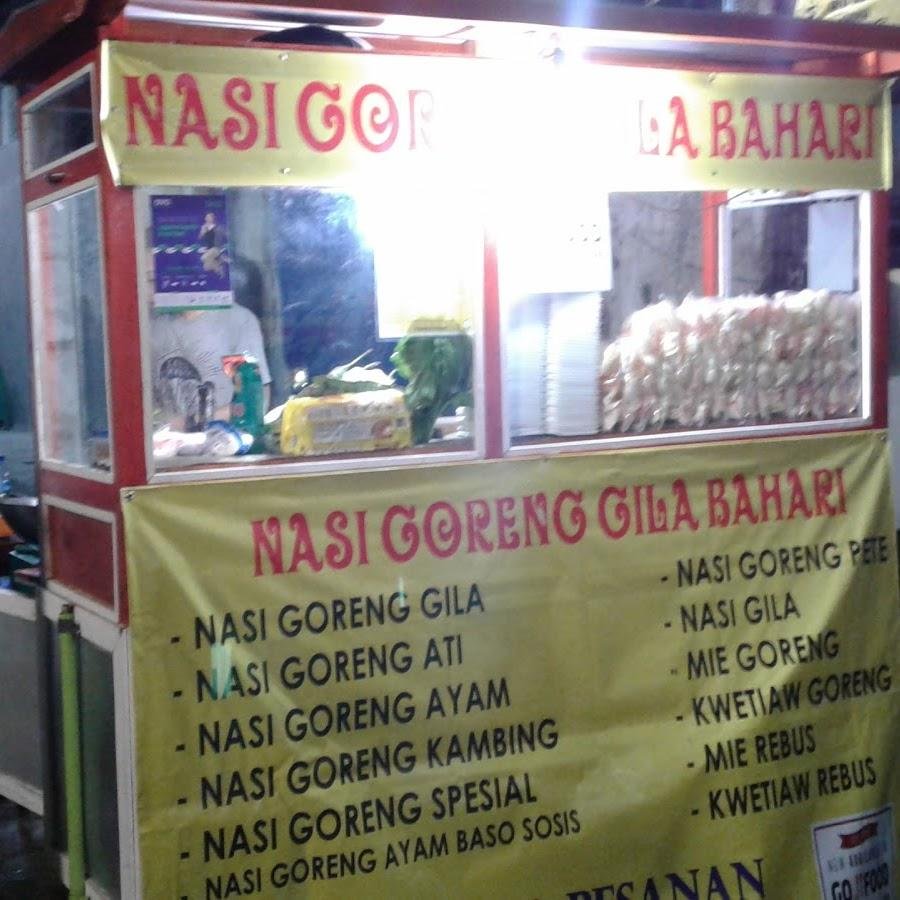 NASI GOR LA BAHARI
NASI GORENG GILA BAHARI
- NASI GORENG GILA
- NASI GORENG ATI
- NASI GORENG AYAM
- NASI GORENG KAMBING
- NASI GORENG SPESIAL
- NASI GORENG AYAM BASO SOSIS
- NASI GORENG PETE
- NASI GILA
- MIE GORENG
- KWETIAW GORENG
- MIE REBUS
- KWETIAW REBUS
PESANAN
GO FOOD